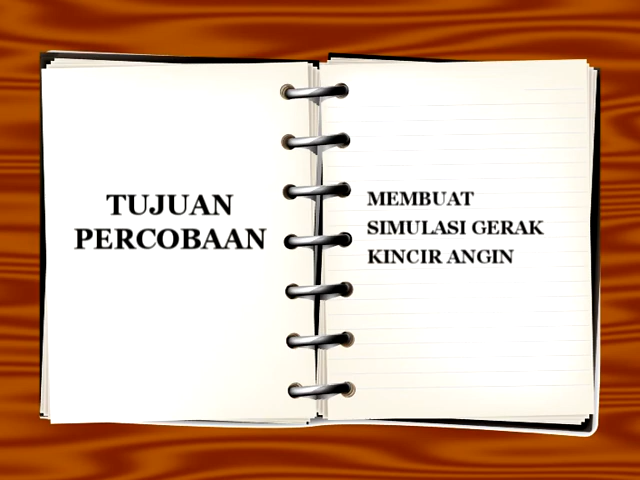 TUJUAN
PERCOBAAN
MEMBUAT
SIMULASI GERAK
KINCIR ANGIN